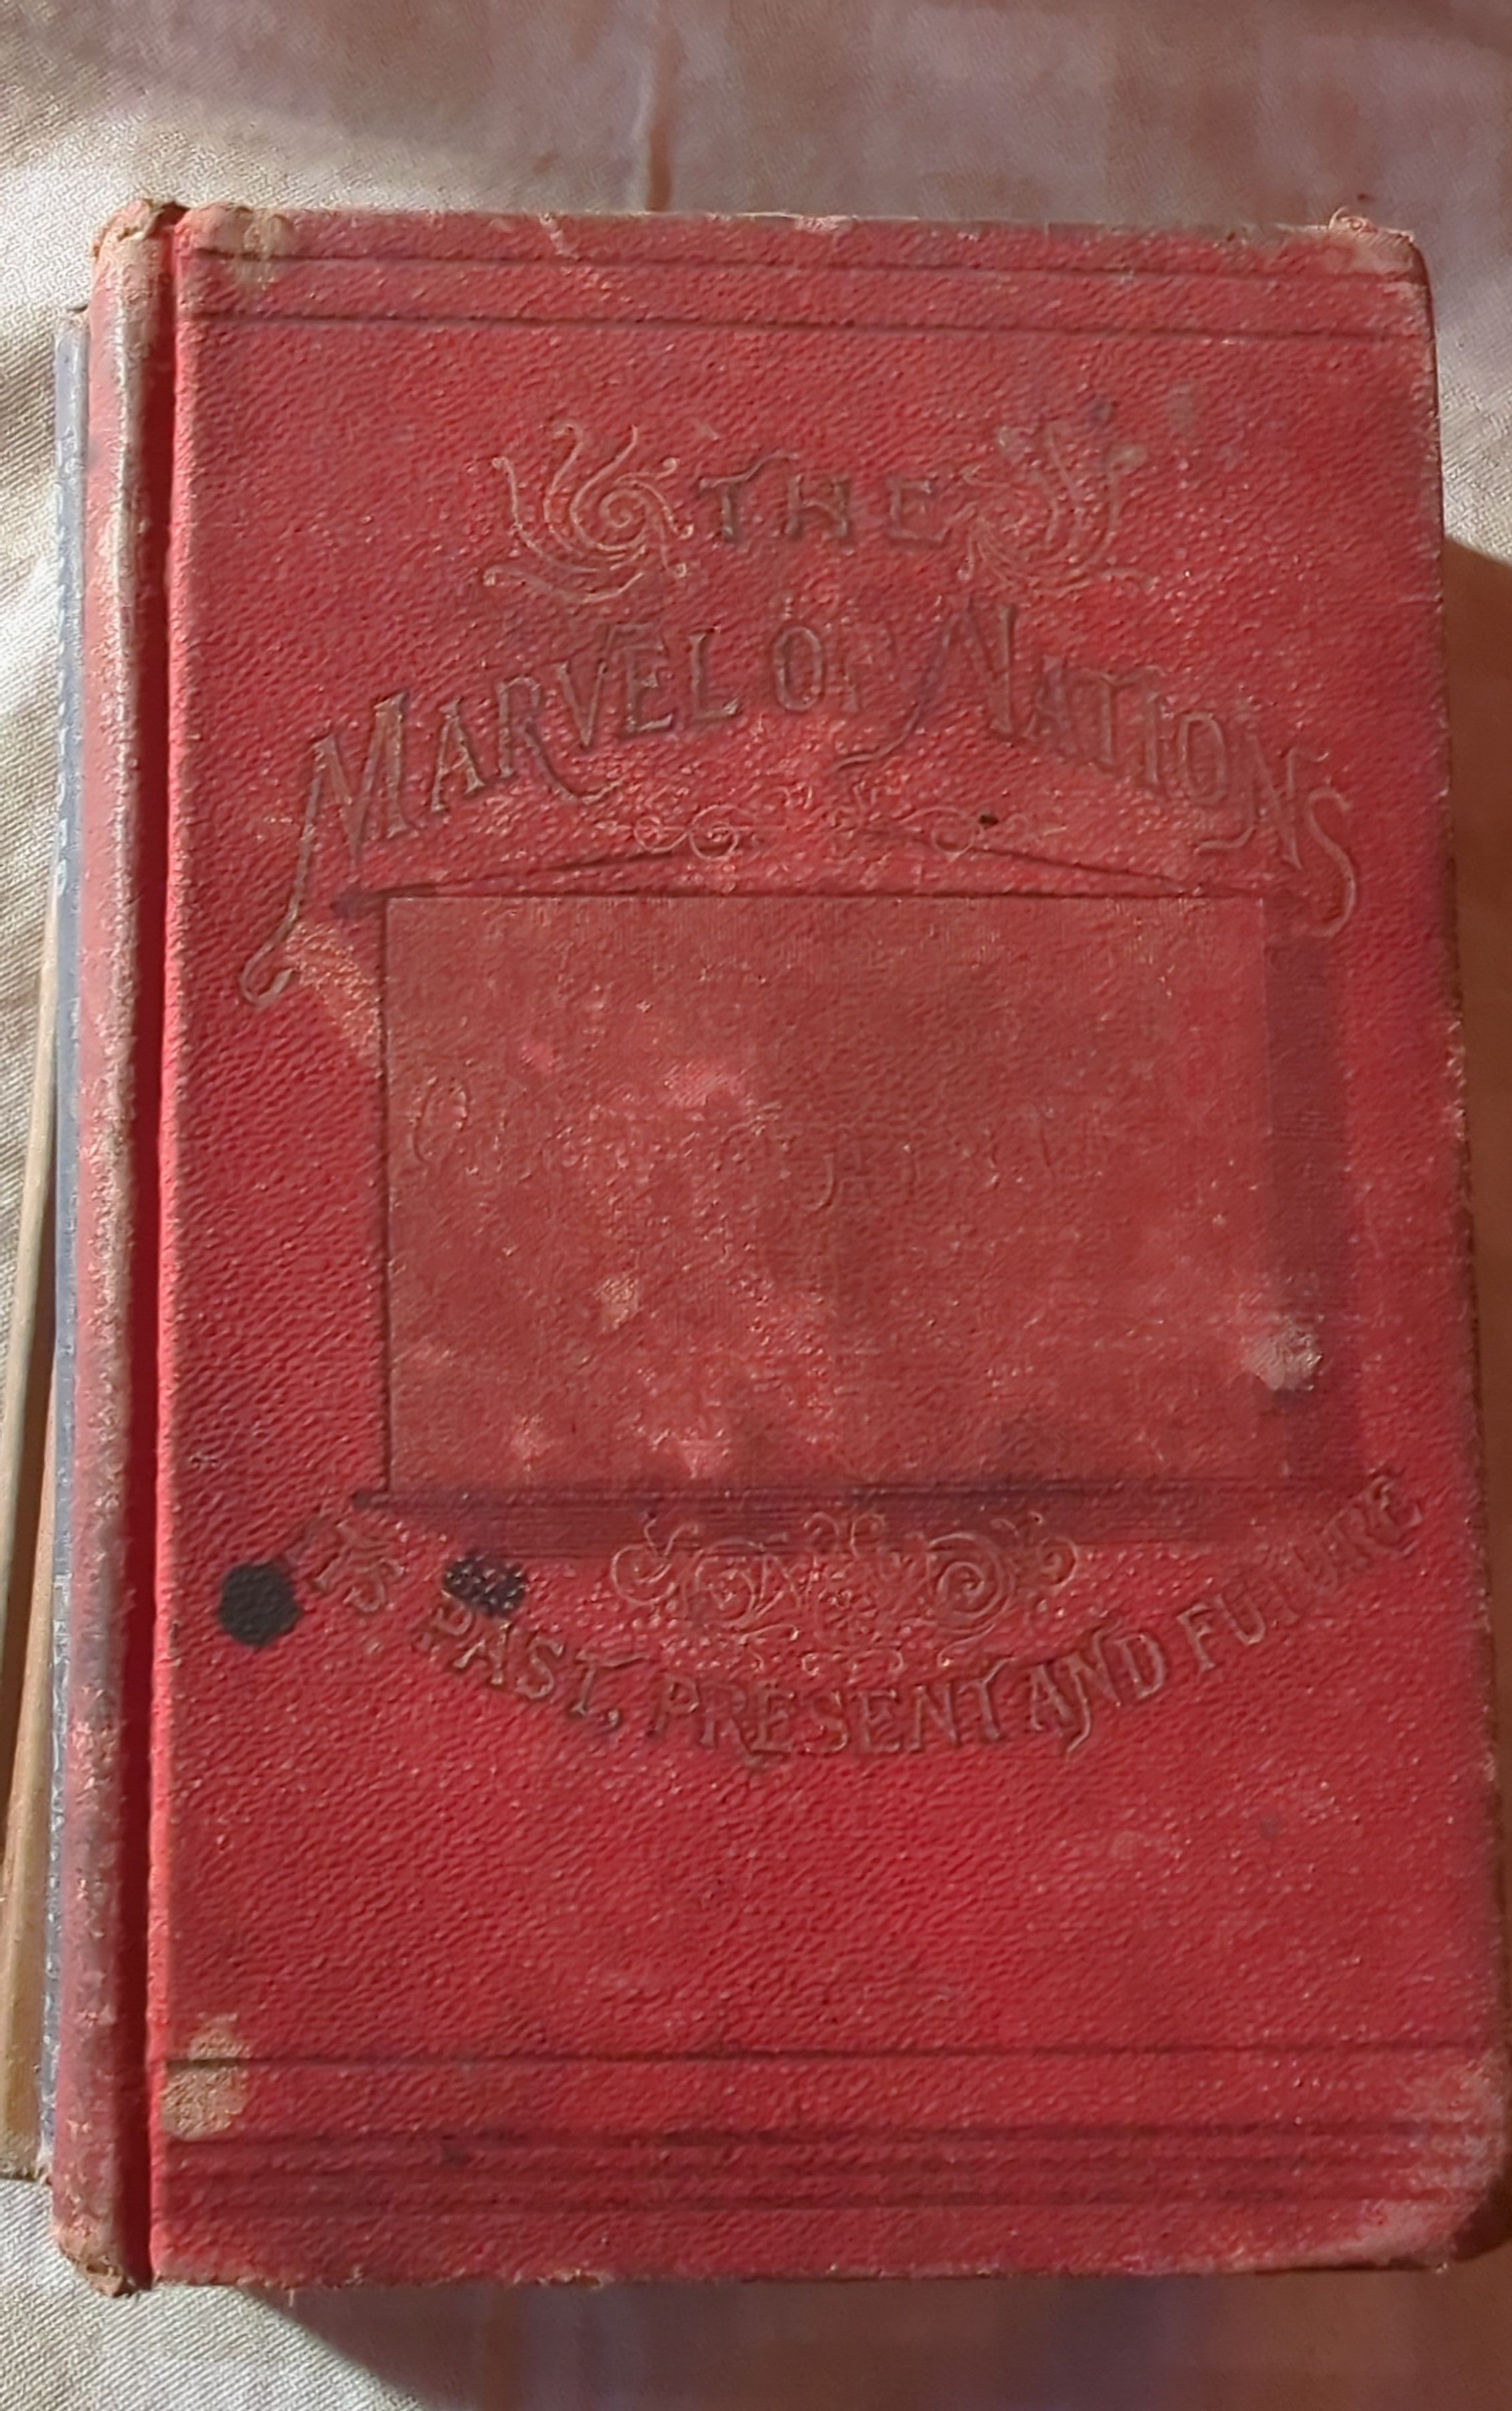 THE
MARVEL OF NATIONS
ITS PAST, PRESENT AND FUTURE